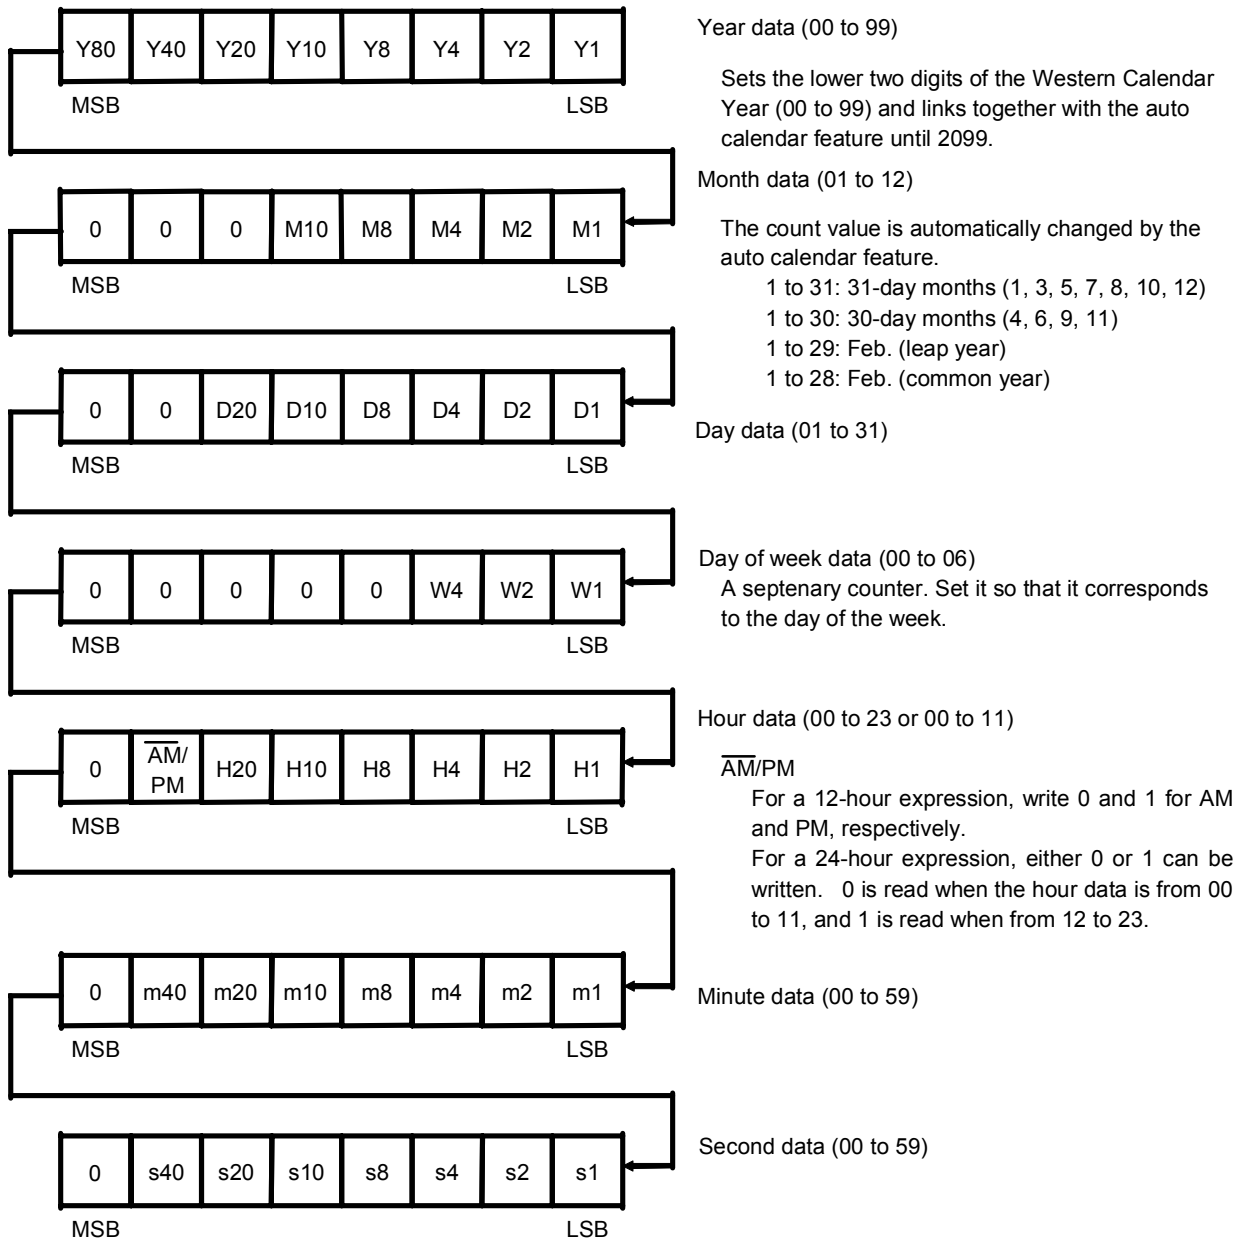 Y80 Y40 Y20 Y10 Y8 Y4 Y2 Y1
MSB LSB
Year data (00 to 99)
Sets the lower two digits of the Western Calendar
Year (00 to 99) and links together with the auto
calendar feature until 2099.
Month data (01 to 12)
0 0 0 M10 M8 M4 M2 M1
MSB LSB
The count value is automatically changed by the
auto calendar feature.
1 to 31: 31-day months (1, 3, 5, 7, 8, 10, 12)
1 to 30: 30-day months (4, 6, 9, 11)
1 to 29: Feb. (leap year)
1 to 28: Feb. (common year)
0 0 D20 D10 D8 D4 D2 D1
MSB LSB
Day data (01 to 31)
Day of week data (00 to 06)
A septenary counter. Set it so that it corresponds
to the day of the week.
0 0 0 0 0 W4 W2 W1
MSB LSB
Hour data (00 to 23 or 00 to 11)
0 A̅M̅/ PM H20 H10 H8 H4 H2 H1
MSB LSB
A̅M̅/PM
For a 12-hour expression, write 0 and 1 for AM
and PM, respectively.
For a 24-hour expression, either 0 or 1 can be
written. 0 is read when the hour data is from 00
to 11, and 1 is read when from 12 to 23.
0 m40 m20 m10 m8 m4 m2 m1
MSB LSB
Minute data (00 to 59)
Second data (00 to 59)
0 s40 s20 s10 s8 s4 s2 s1
MSB LSB